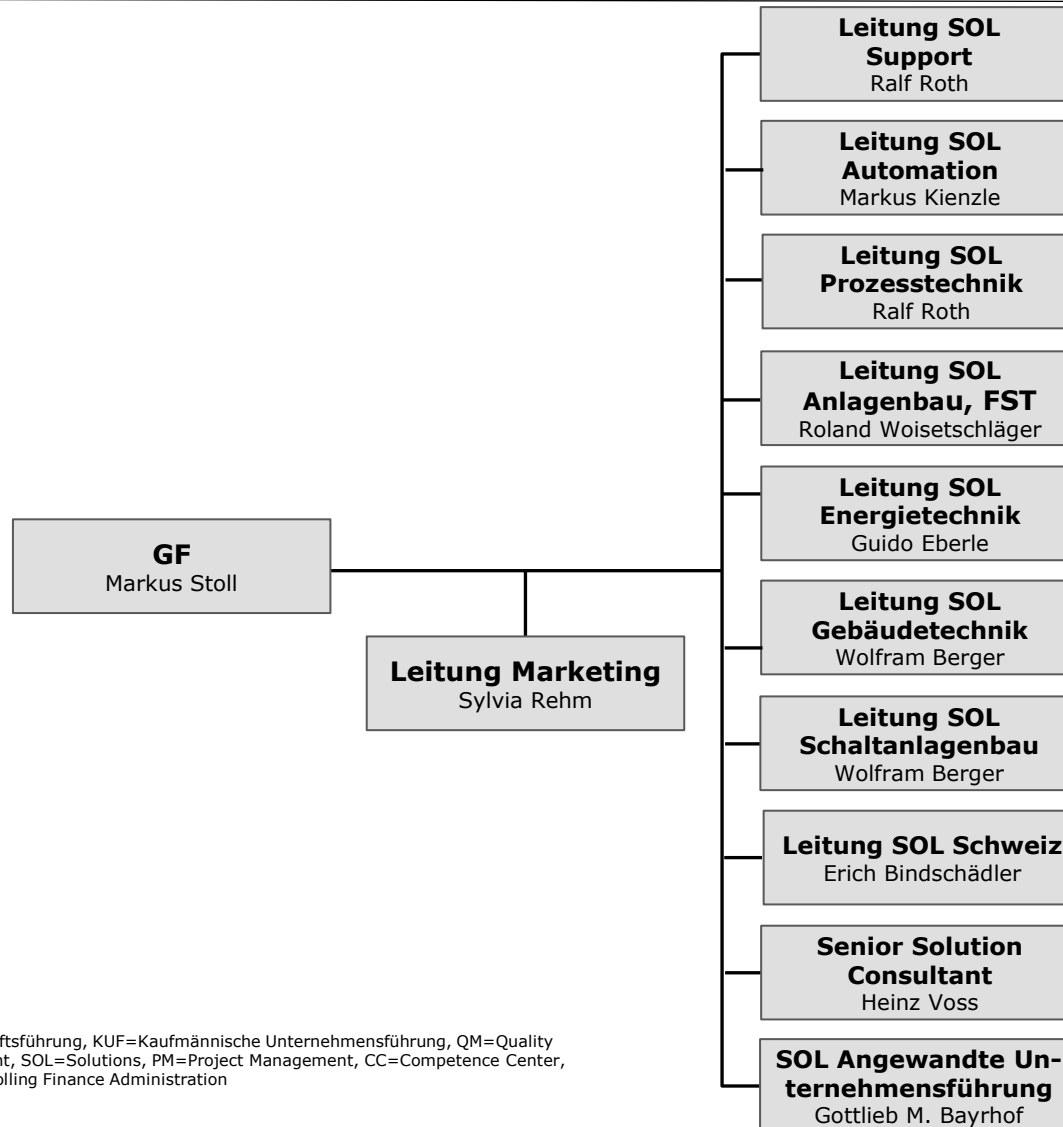 Leitung SOL
Support
Ralf Roth
Leitung SOL
Automation
Markus Kienzle
Leitung SOL
Prozesstechnik
Ralf Roth
Leitung SOL
Anlagenbau, FST
Roland Woisetschläger
Leitung SOL
Energietechnik
Guido Eberle
GF
Markus Stoll
Leitung SOL
Gebäudetechnik
Wolfram Berger
Leitung Marketing
Sylvia Rehm
Leitung SOL
Schaltanlagenbau
Wolfram Berger
Leitung SOL Schweiz
Erich Bindschädler
Senior Solution
Consultant
Heinz Voss
SOL Angewandte Un-
ternehmensführung
Gottlieb M. Bayrhof
ftsführung, KUF=Kaufmännische Unternehmensführung, QM=Quality
nt, SOL=Solutions, PM=Project Management, CC=Competence Center,
olling Finance Administration